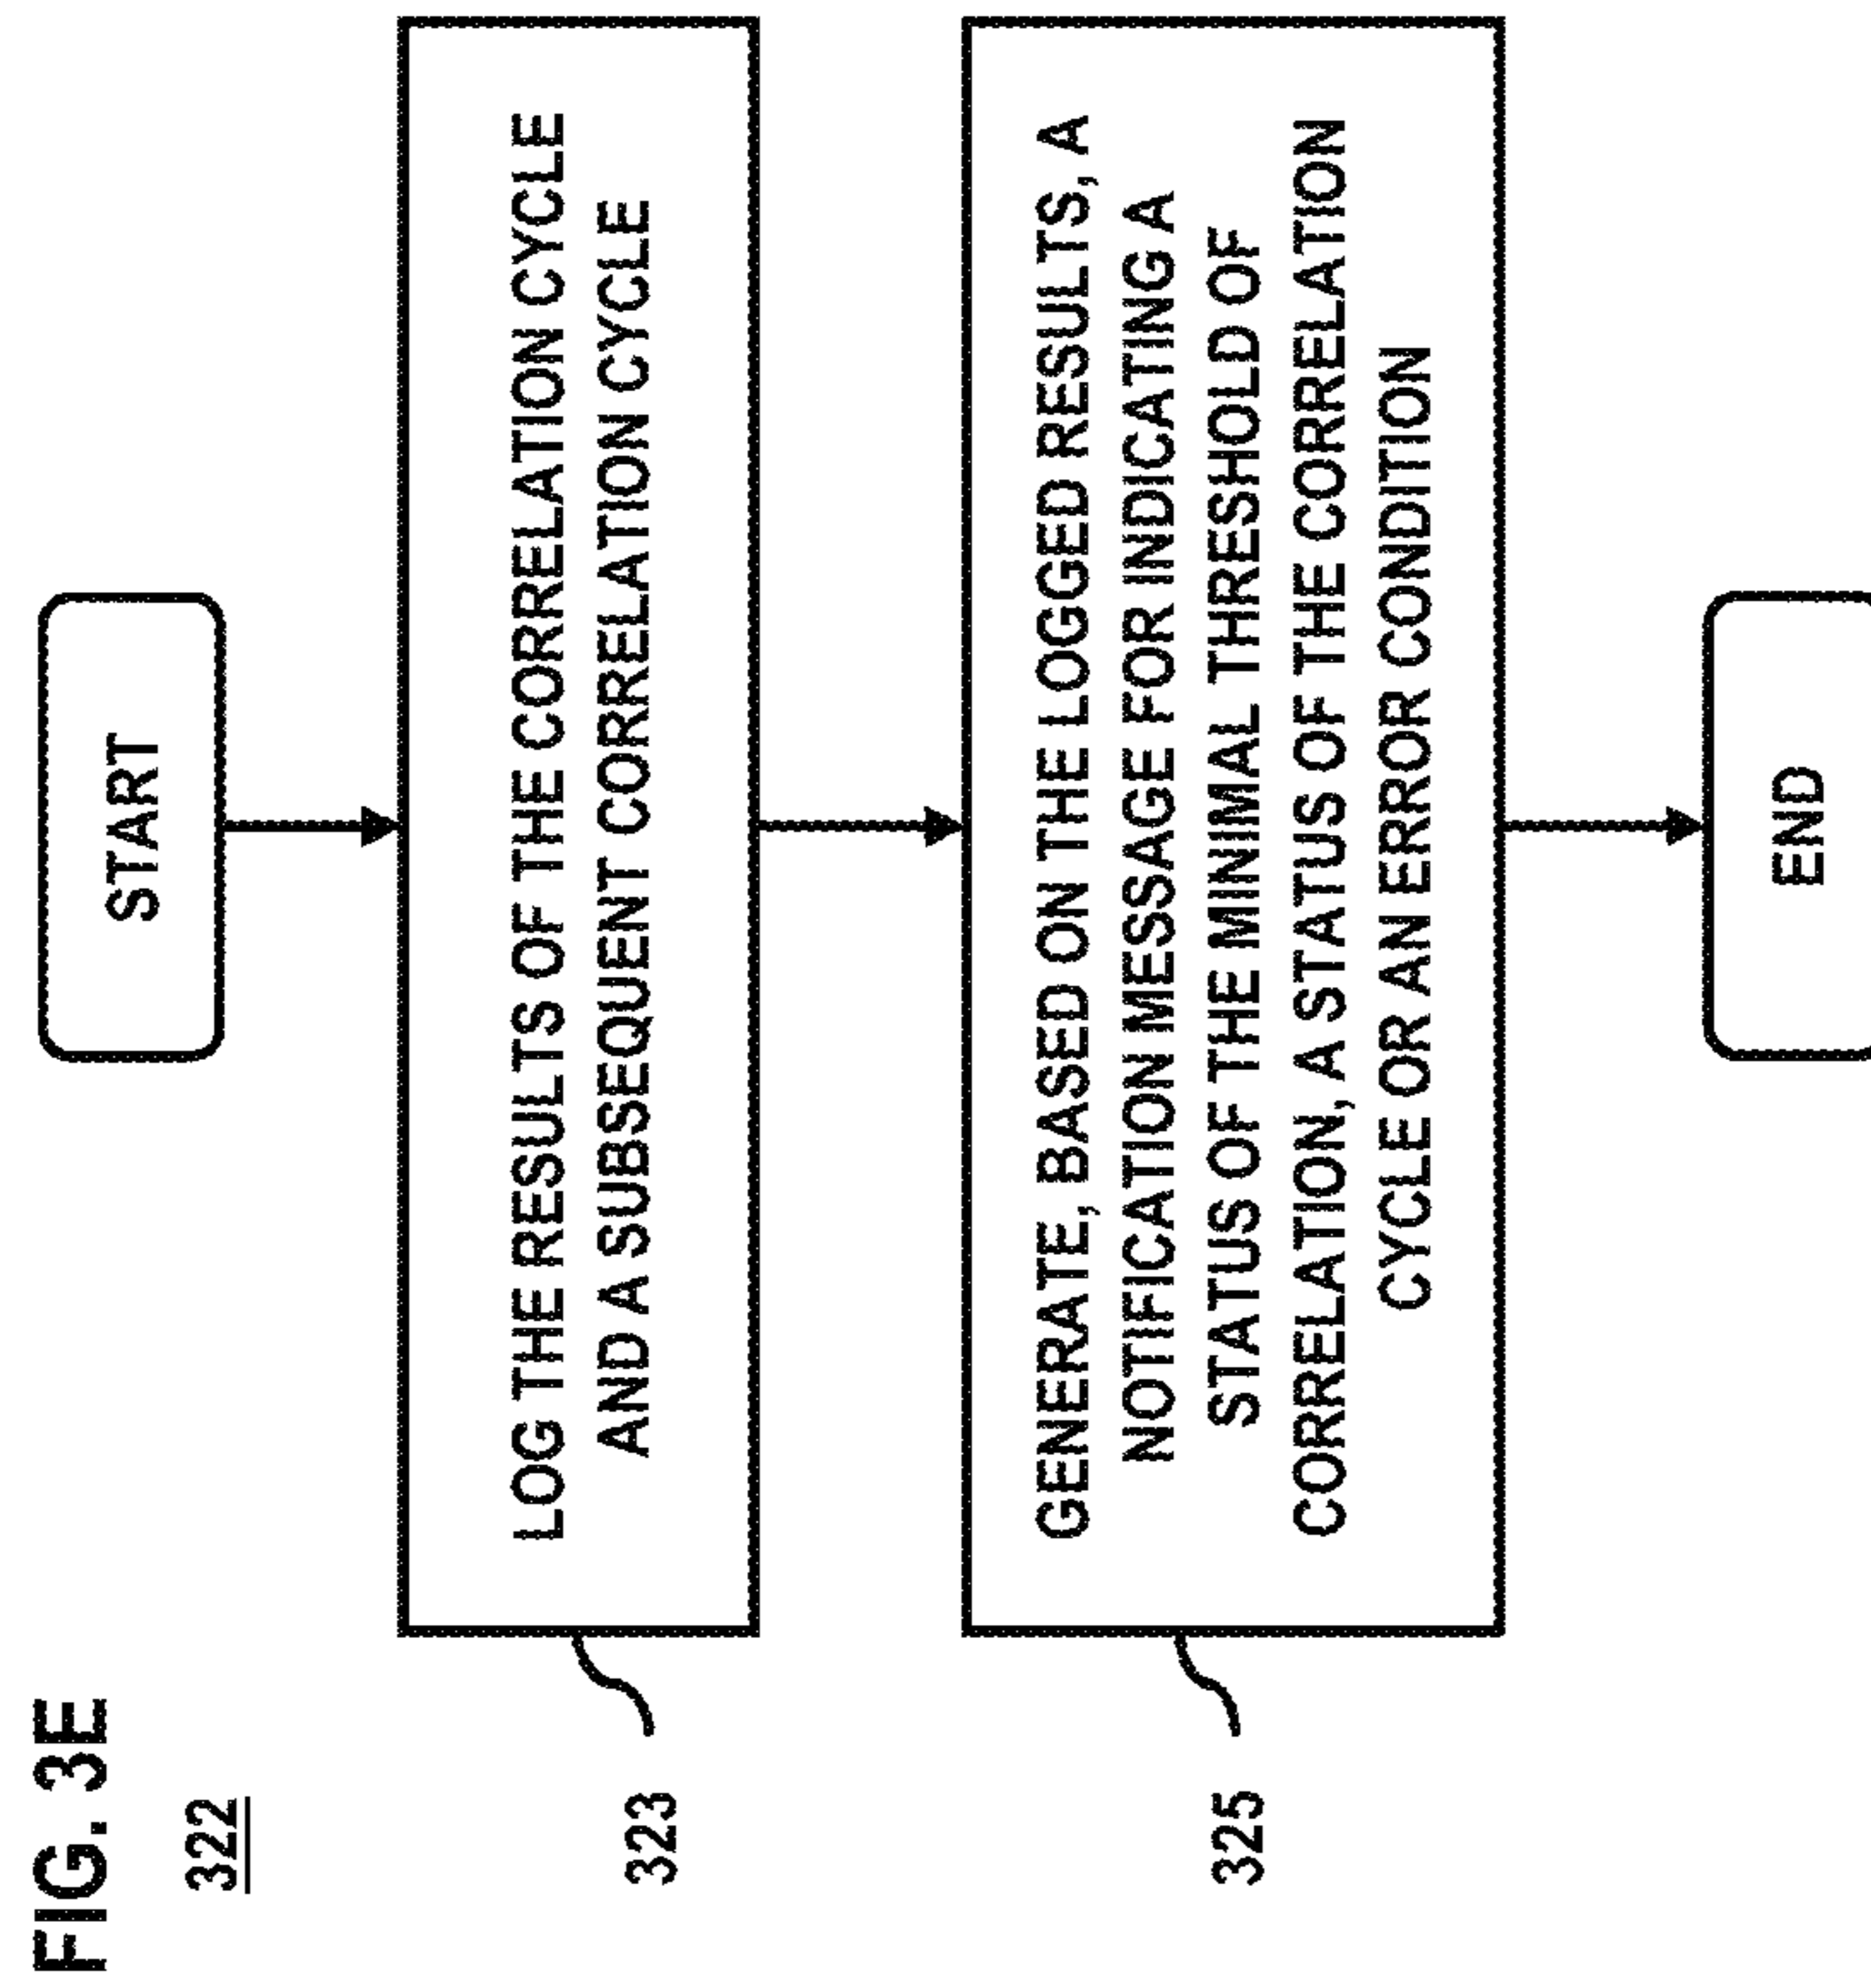 FIG. 3E
322
START
LOG THE RESULTS OF THE CORRELATION CYCLE
AND A SUBSEQUENT CORRELATION CYCLE
323
GENERATE, BASED ON THE LOGGED RESULTS, A
NOTIFICATION MESSAGE FOR INDICATING A
STATUS OF THE MINIMAL THRESHOLD OF
CORRELATION, A STATUS OF THE CORRELATION
CYCLE OR AN ERROR CONDITION
325
END